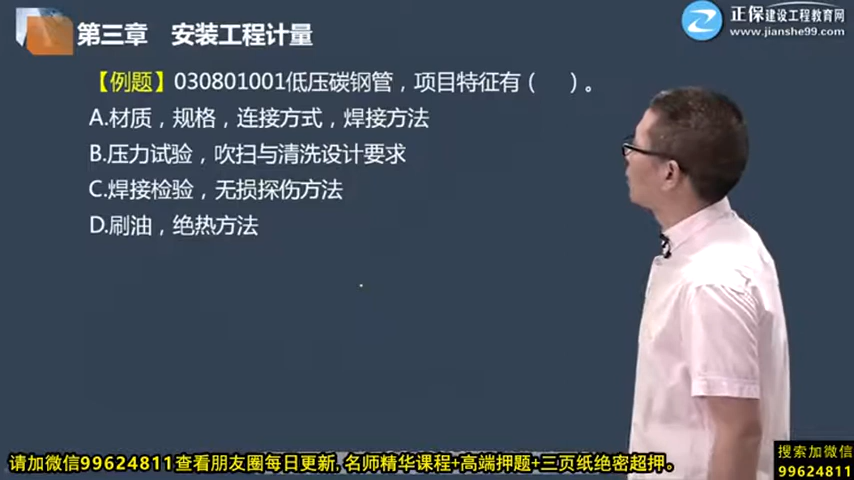 第三章 安装工程计量
正保建设工程教育网
www.jianshe99.com
【例题】030801001低压碳钢管，项目特征有（ ）。
A.材质，规格，连接方式，焊接方法
B.压力试验，吹扫与清洗设计要求
C.焊接检验，无损探伤方法
D.刷油，绝热方法
请加微信99624811查看朋友圈每日更新,名师精华课程+高端押题+三页纸绝密超押。
搜索加微信
99624811